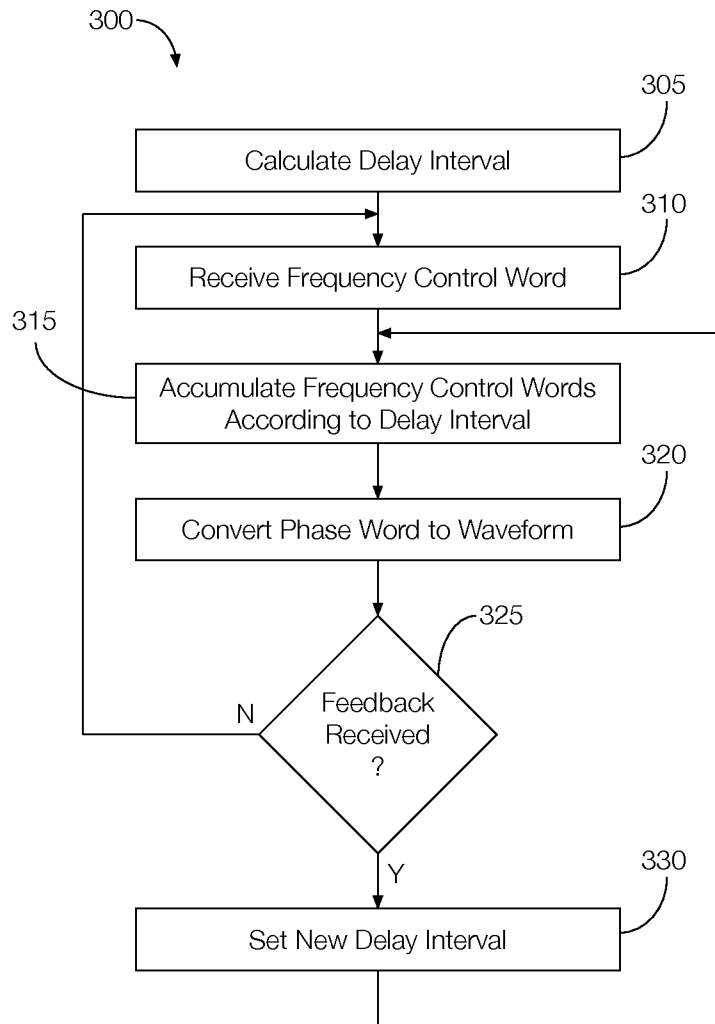 300
305
Calculate Delay Interval
310
Receive Frequency Control Word
315
Accumulate Frequency Control Words
According to Delay Interval
320
Convert Phase Word to Waveform
325
Feedback
Received
?
N
Y
330
Set New Delay Interval